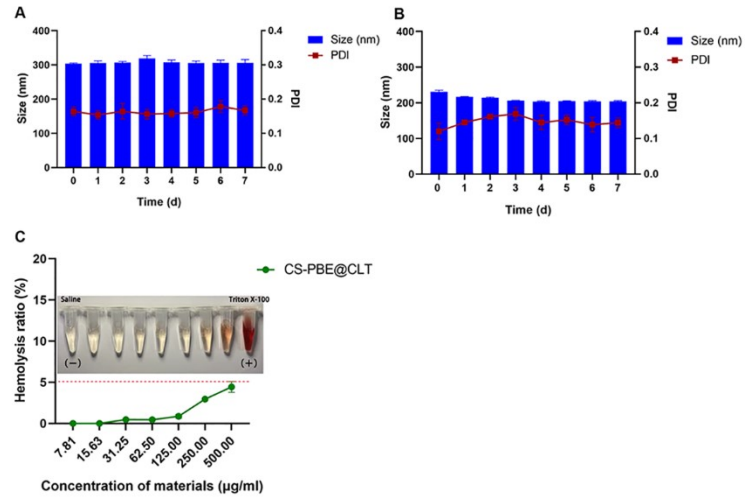 A
400
300
200
100
0
Size (nm)
0.4
0.3
0.2
0.1
0.0
PDI
Size (nm)
PDI
0 1 2 3 4 5 6 7
Time (d)
B
400
300
200
100
0
Size (nm)
0.4
0.3
0.2
0.1
0.0
PDI
Size (nm)
PDI
0 1 2 3 4 5 6 7
Time (d)
C
20
15
10
5
0
Hemolysis ratio (%)
CS-PBE@CLT
Saline Triton X-100
(−) (+)
7.81 15.63 31.25 62.50 125.00 250.00 500.00
Concentration of materials (μg/ml)